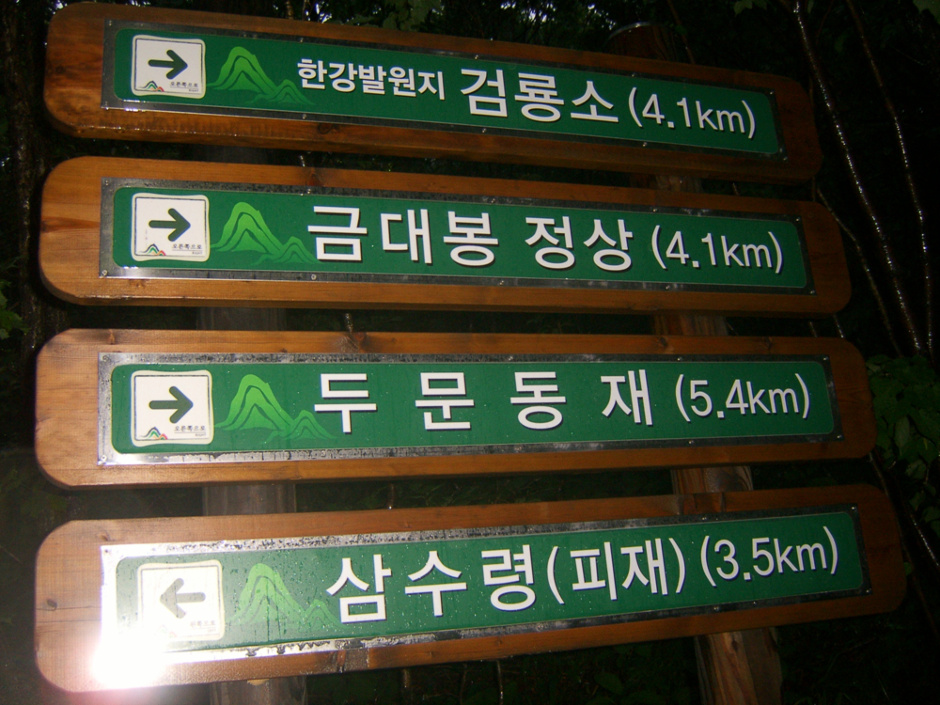 한강발원지 검룡소 (4.1km)
금대봉 정상 (4.1km)
두문동재 (5.4km)
삼수령(피재) (3.5km)